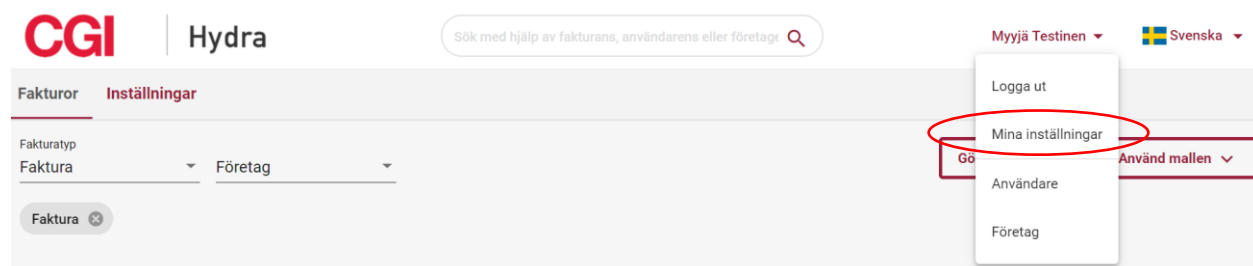 CGI Hydra
Sök med hjälp av fakturans, användarens eller företage
Myyjä Testinen
Svenska
Fakturor Inställningar
Logga ut
Mina inställningar
Användare
Företag
Fakturatyp
Faktura Företag
Gö
Använd mallen
Faktura